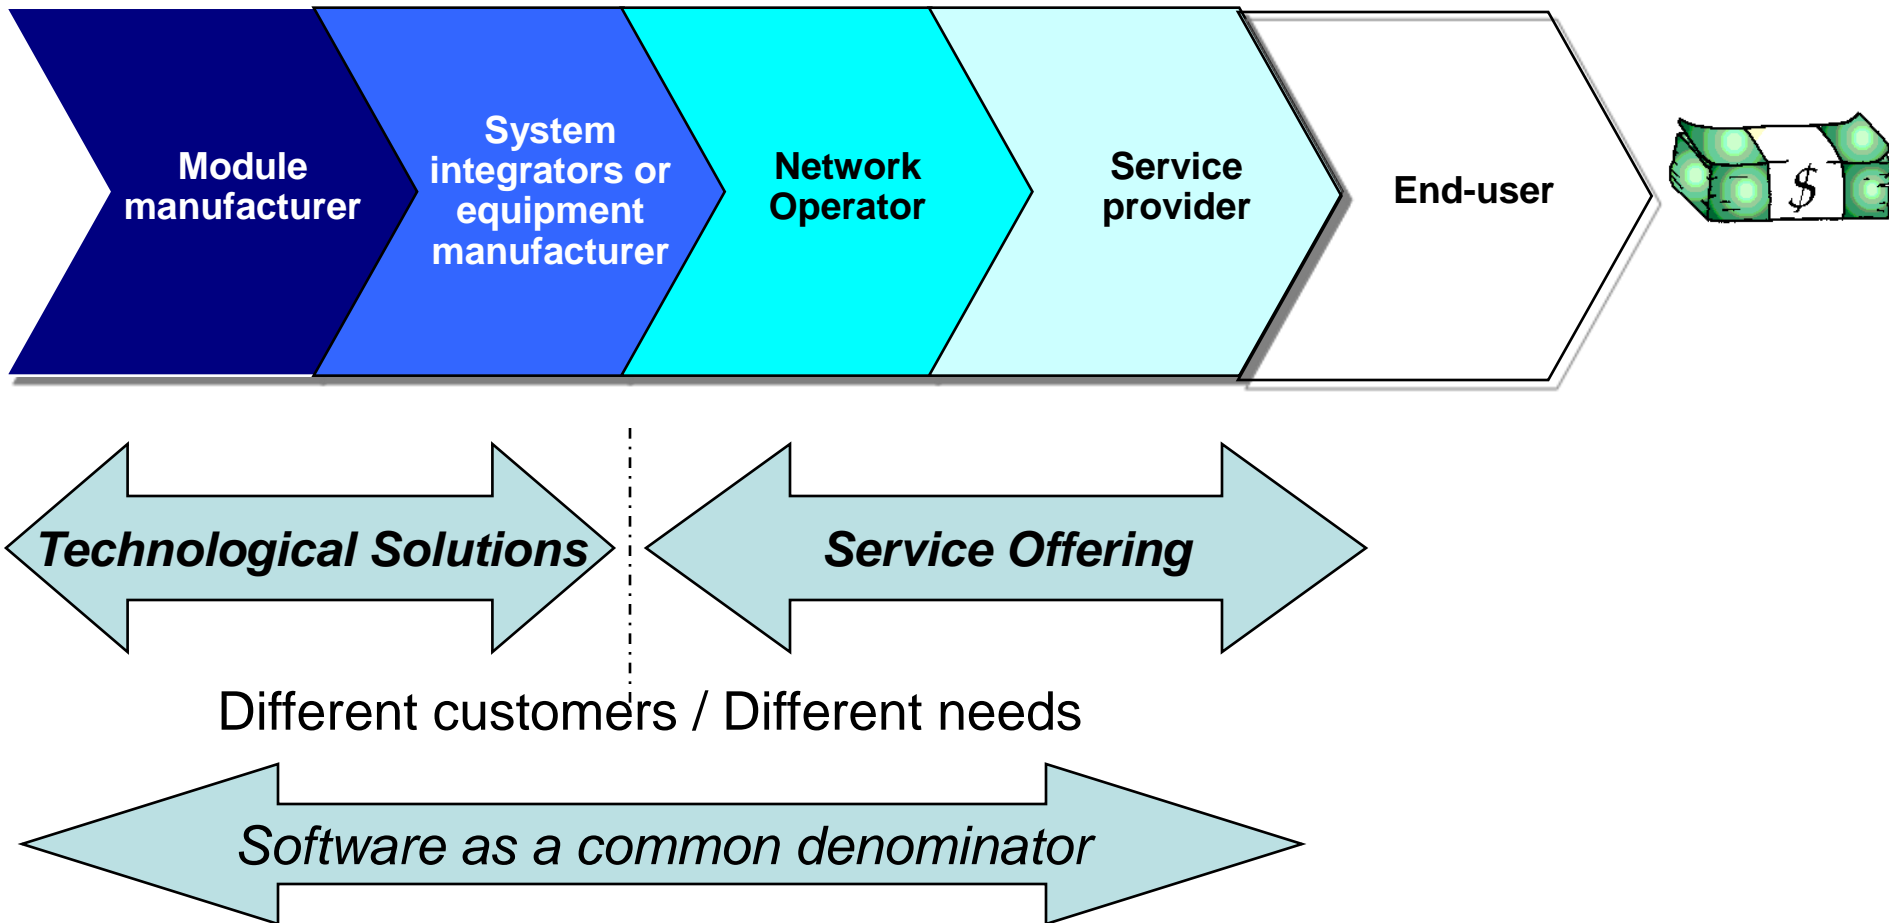 Module
manufacturer
System
integrators or
equipment
manufacturer
Network
Operator
Service
provider
End-user
$
Technological Solutions
Service Offering
Different customers / Different needs
Software as a common denominator